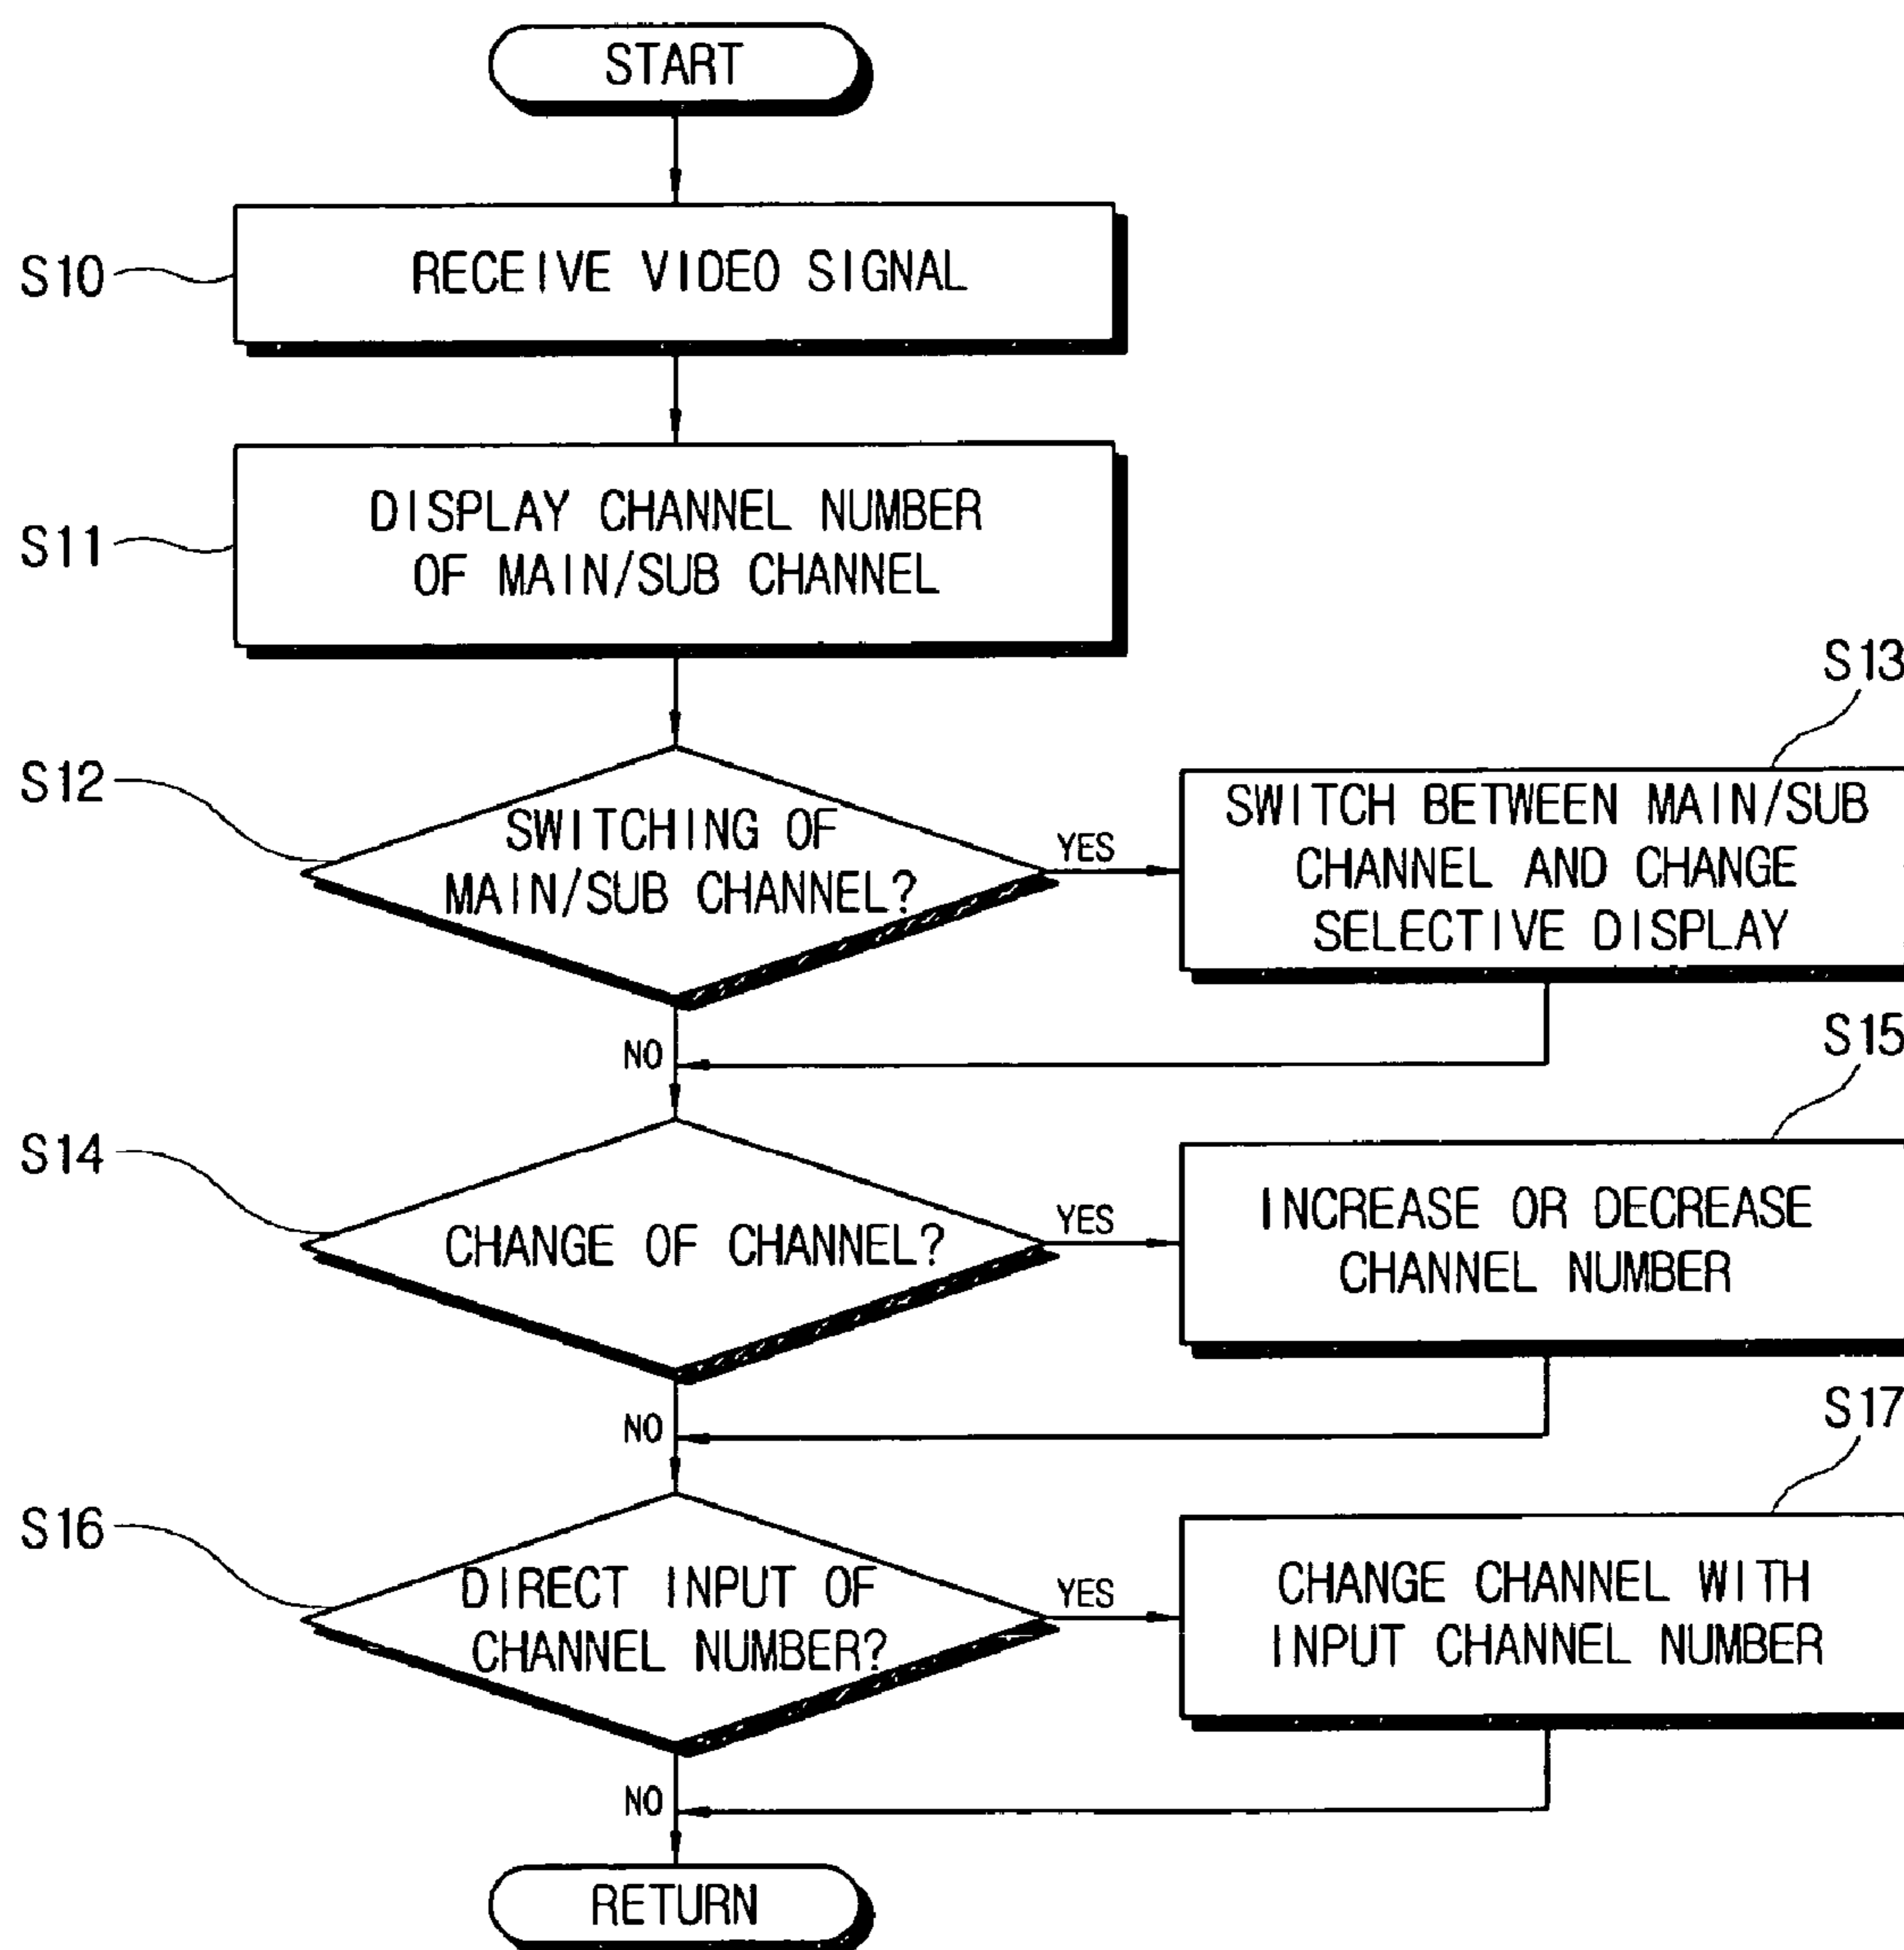 START
S10
RECEIVE VIDEO SIGNAL
S11
DISPLAY CHANNEL NUMBER
OF MAIN/SUB CHANNEL
S12
SWITCHING OF
MAIN/SUB CHANNEL?
YES
NO
S13
SWITCH BETWEEN MAIN/SUB
CHANNEL AND CHANGE
SELECTIVE DISPLAY
S14
CHANGE OF CHANNEL?
YES
NO
S15
INCREASE OR DECREASE
CHANNEL NUMBER
S16
DIRECT INPUT OF
CHANNEL NUMBER?
YES
NO
S17
CHANGE CHANNEL WITH
INPUT CHANNEL NUMBER
RETURN